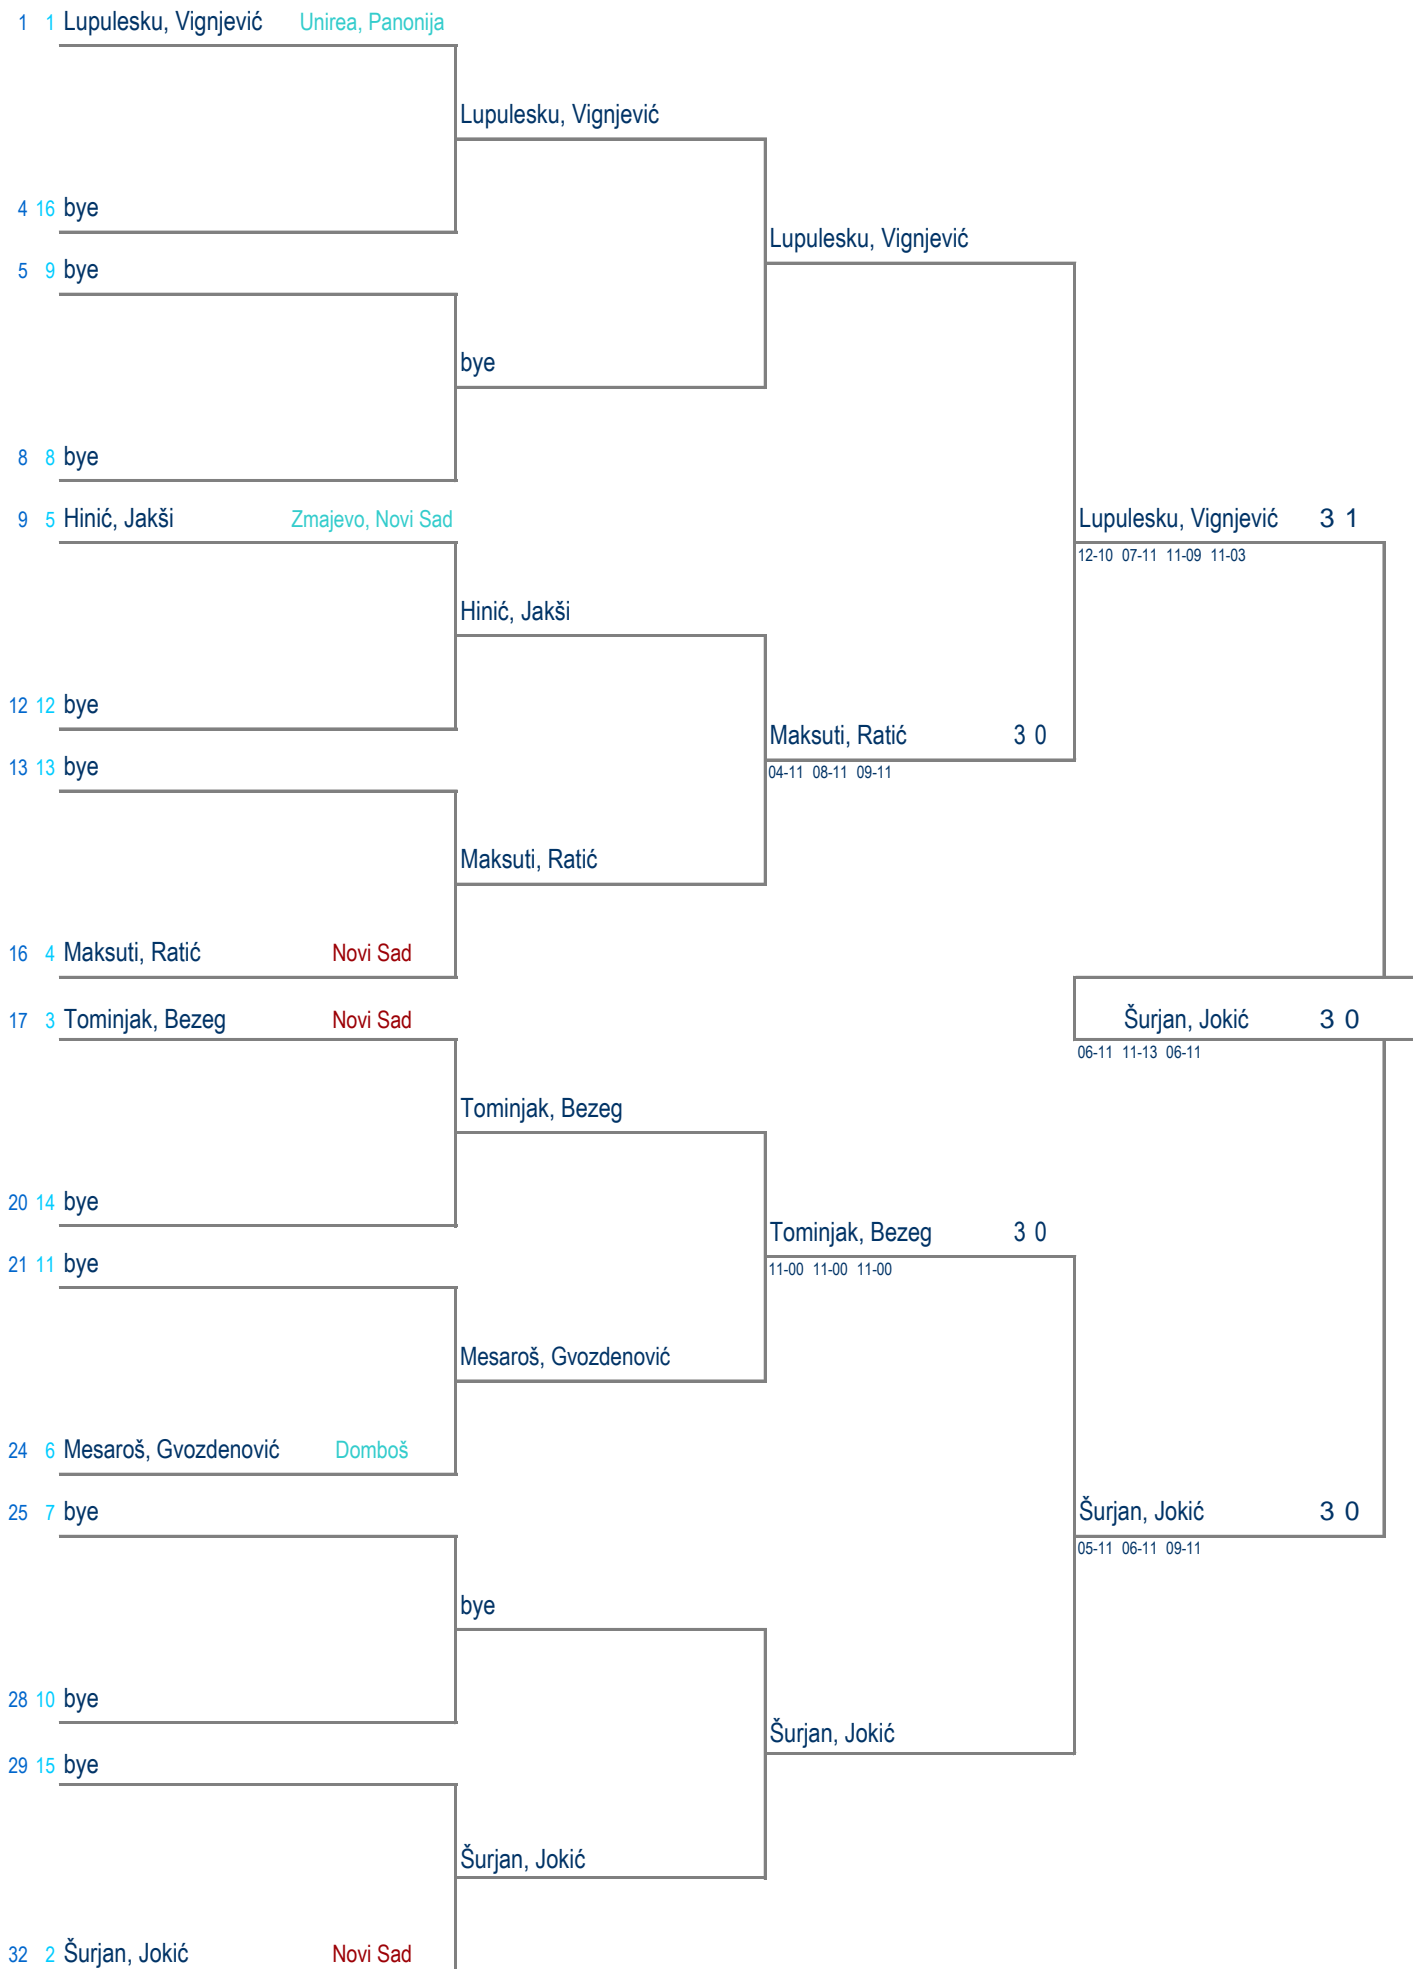 1 1 Lupulesku, Vignjević Unirea, Panonija
Lupulesku, Vignjević
4 16 bye
Lupulesku, Vignjević
5 9 bye
bye
8 8 bye
9 5 Hinić, Jakši Zmajevo, Novi Sad
Lupulesku, Vignjević 3 1
12-10 07-11 11-09 11-03
Hinić, Jakši
12 12 bye
Maksuti, Ratić 3 0
13 13 bye
04-11 08-11 09-11
Maksuti, Ratić
16 4 Maksuti, Ratić Novi Sad
17 3 Tominjak, Bezeg Novi Sad
Šurjan, Jokić 3 0
06-11 11-13 06-11
Tominjak, Bezeg
20 14 bye
Tominjak, Bezeg 3 0
21 11 bye
11-00 11-00 11-00
Mesaroš, Gvozdenović
24 6 Mesaroš, Gvozdenović Domboš
25 7 bye
Šurjan, Jokić 3 0
05-11 06-11 09-11
bye
28 10 bye
Šurjan, Jokić
29 15 bye
Šurjan, Jokić
32 2 Šurjan, Jokić Novi Sad